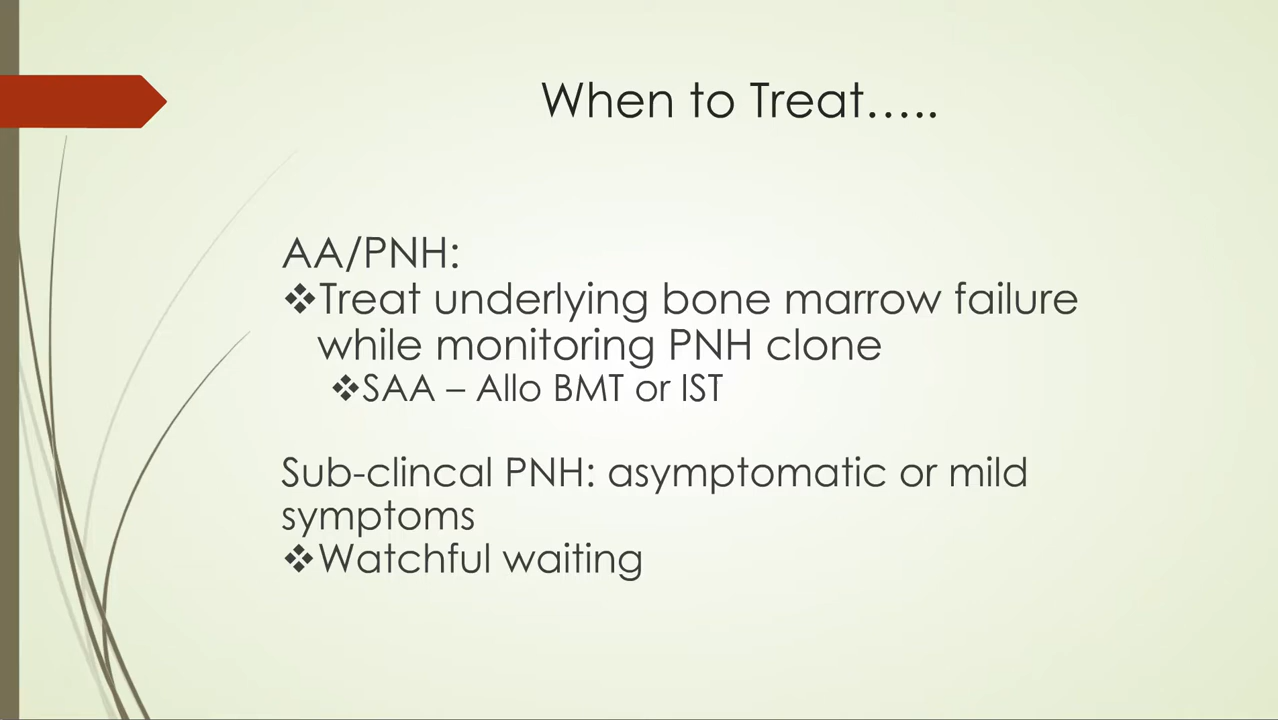 When to Treat…..
AA/PNH:
❖Treat underlying bone marrow failure
while monitoring PNH clone
❖SAA – Allo BMT or IST
Sub-clincal PNH: asymptomatic or mild
symptoms
❖Watchful waiting